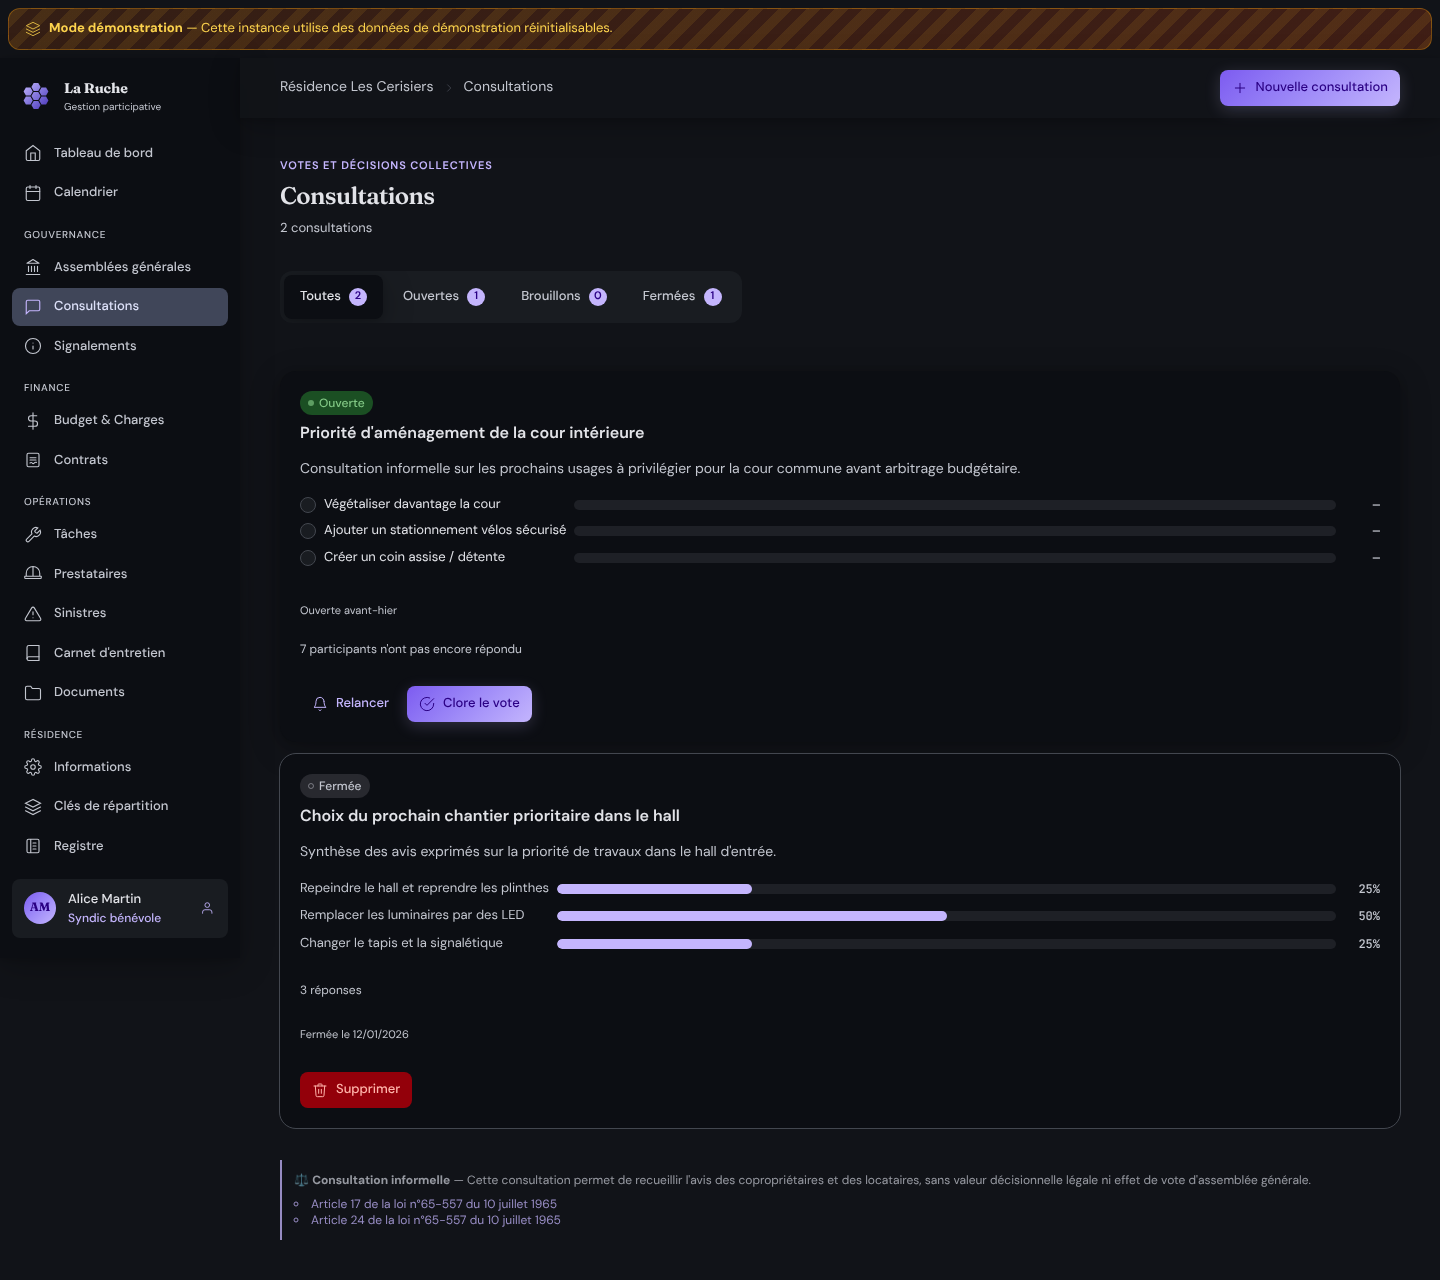 Mode démonstration — Cette instance utilise des données de démonstration réinitialisables.
La Ruche
Gestion participative
Tableau de bord
Calendrier
GOUVERNANCE
Assemblées générales
Consultations
Signalements
FINANCE
Budget & Charges
Contrats
OPÉRATIONS
Tâches
Prestataires
Sinistres
Carnet d'entretien
Documents
RÉSIDENCE
Informations
Clés de répartition
Registre
AM
Alice Martin
Syndic bénévole
Résidence Les Cerisiers > Consultations
Nouvelle consultation
VOTES ET DÉCISIONS COLLECTIVES
Consultations
2 consultations
Toutes 2 Ouvertes 1 Brouillons 0 Fermées 1
Ouverte
Priorité d'aménagement de la cour intérieure
Consultation informelle sur les prochains usages à privilégier pour la cour commune avant arbitrage budgétaire.
Végétaliser davantage la cour —
Ajouter un stationnement vélos sécurisé —
Créer un coin assise / détente —
Ouverte avant-hier
7 participants n'ont pas encore répondu
Relancer Clore le vote
Fermée
Choix du prochain chantier prioritaire dans le hall
Synthèse des avis exprimés sur la priorité de travaux dans le hall d'entrée.
Repeindre le hall et reprendre les plinthes 25%
Remplacer les luminaires par des LED 50%
Changer le tapis et la signalétique 25%
3 réponses
Fermée le 12/01/2026
Supprimer
⚖️ Consultation informelle — Cette consultation permet de recueillir l'avis des copropriétaires et des locataires, sans valeur décisionnelle légale ni effet de vote d'assemblée générale.
Article 17 de la loi n°65-557 du 10 juillet 1965
Article 24 de la loi n°65-557 du 10 juillet 1965